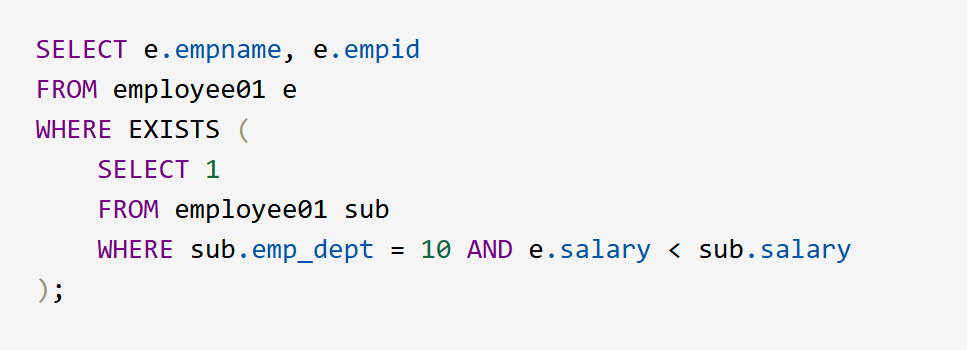 SELECT e.empname, e.empid
FROM employee01 e
WHERE EXISTS (
    SELECT 1
    FROM employee01 sub
    WHERE sub.emp_dept = 10 AND e.salary < sub.salary
);